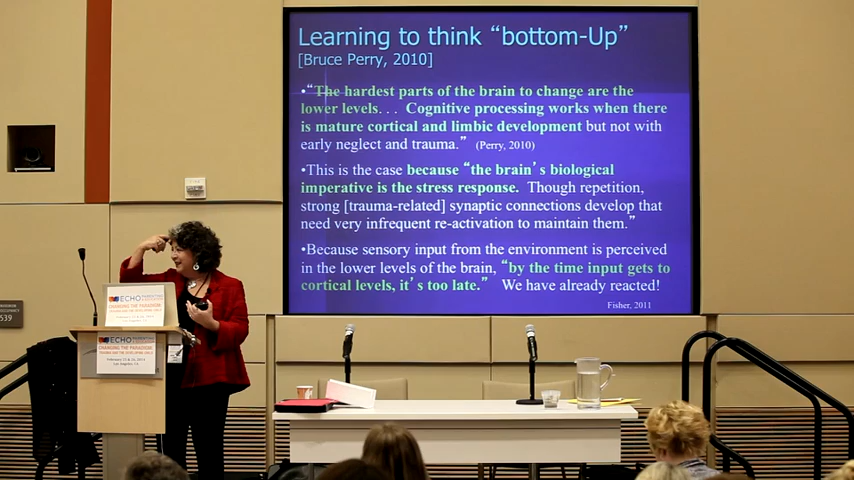 Learning to think “bottom-Up”
[Bruce Perry, 2010]
•“The hardest parts of the brain to change are the
lower levels… Cognitive processing works when there
is mature cortical and limbic development but not with
early neglect and trauma.” (Perry, 2010)
•This is the case because “the brain’s biological
imperative is the stress response. Though repetition,
strong [trauma-related] synaptic connections develop that
need very infrequent re-activation to maintain them.”
•Because sensory input from the environment is perceived
in the lower levels of the brain, “by the time input gets to
cortical levels, it’s too late.” We have already reacted!
Fisher, 2011
ECHO
CHANGING THE PARADIGM:
ECHO
CHANGING THE PARADIGM:
Los Angeles, CA
539